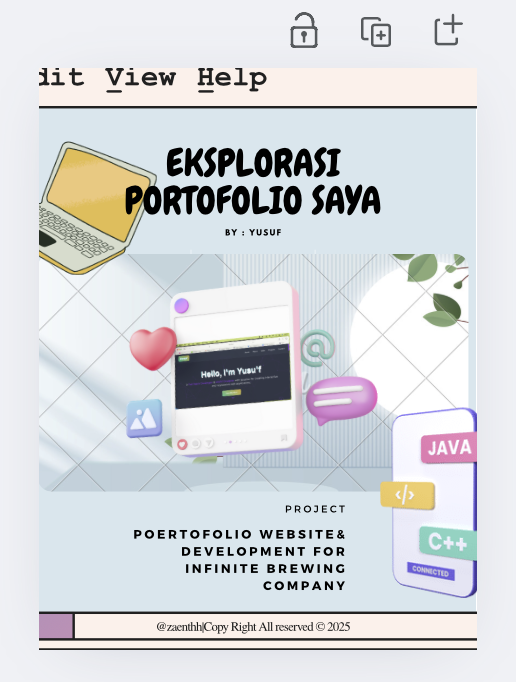 dit View Help
EKSPLORASI
PORTOFOLIO SAYA
BY : YUSUF
Hello, I'm Yusu'f
@
JAVA
</>
C++
CONNECTED
PROJECT
POERTOFOLIO WEBSITE&
DEVELOPMENT FOR
INFINITE BREWING
COMPANY
@zaenthh|Copy Right All reserved © 2025